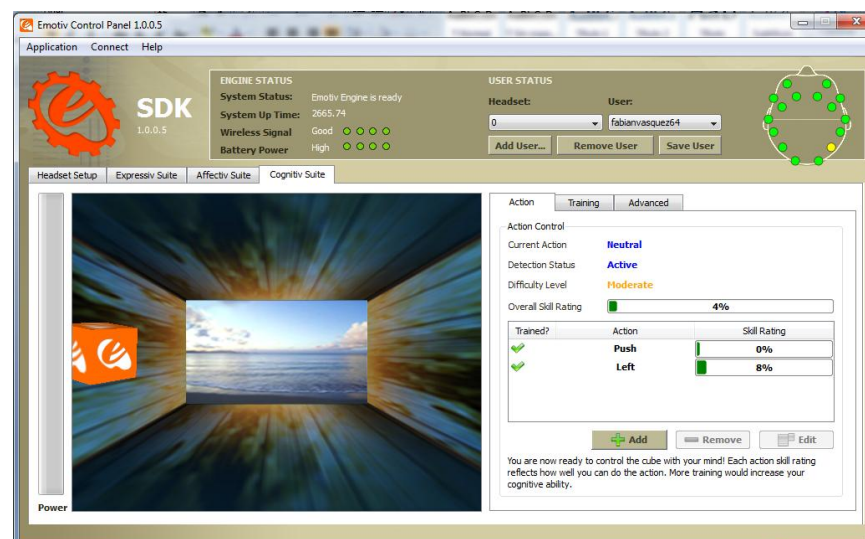 Emotiv Control Panel 1.0.0.5
Application Connect Help
SDK
1.0.0.5
ENGINE STATUS
System Status: Emotiv Engine is ready
System Up Time: 2665.74
Wireless Signal Good
Battery Power High
USER STATUS
Headset: User:
0 fabianvasquez64
Add User... Remove User Save User
Headset Setup Expressiv Suite Affectiv Suite Cognitiv Suite
Power
Action Training Advanced
Action Control
Current Action Neutral
Detection Status Active
Difficulty Level Moderate
Overall Skill Rating 4%
Trained? Action Skill Rating
Push 0%
Left 8%
Add Remove Edit
You are now ready to control the cube with your mind! Each action skill rating
reflects how well you can do the action. More training would increase your
cognitive ability.